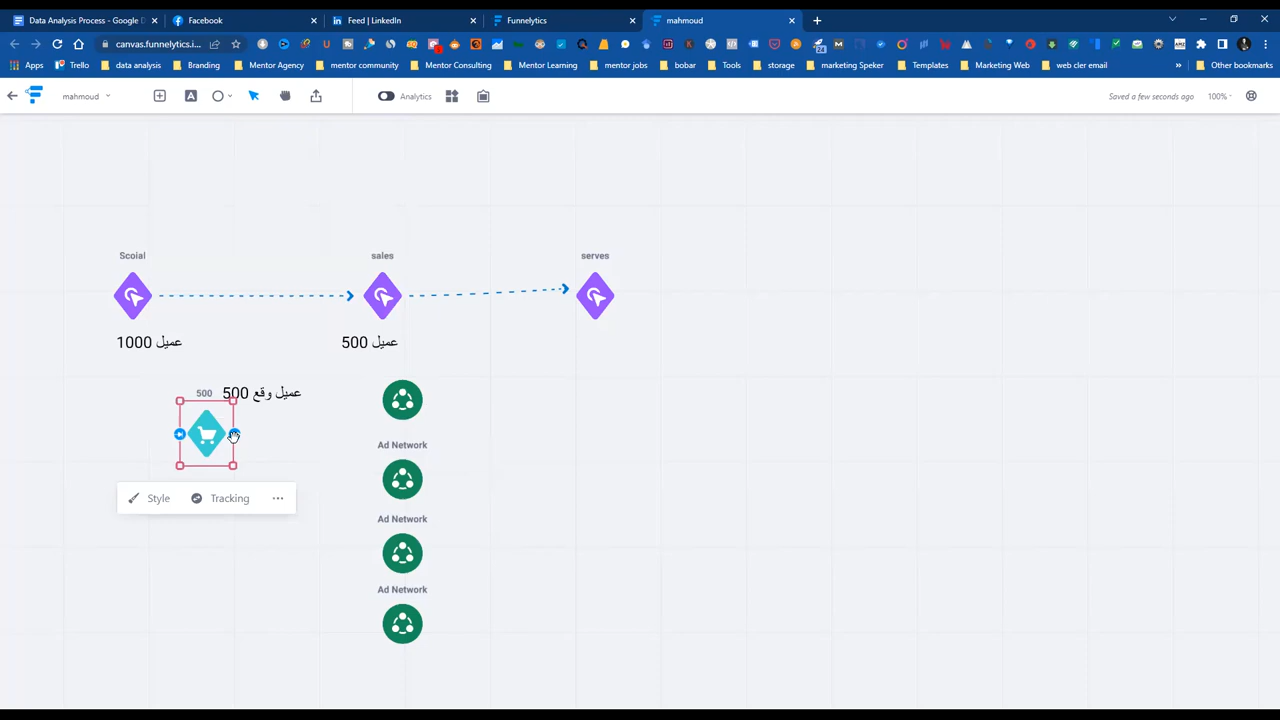 Data Analysis Process - Google D
Facebook
Feed | LinkedIn
Funnelytics
mahmoud
canvas.funnelytics.i...
Apps
Trello
data analysis
Branding
Mentor Agency
mentor community
Mentor Consulting
Mentor Learning
mentor jobs
bobar
Tools
storage
marketing Speker
Templates
Marketing Web
web cler email
Other bookmarks
mahmoud
Analytics
Saved a few seconds ago
100%
Scoial
sales
serves
1000 عميل
500 عميل
500
500 عميل وقع
Ad Network
Style
Tracking
Ad Network
Ad Network